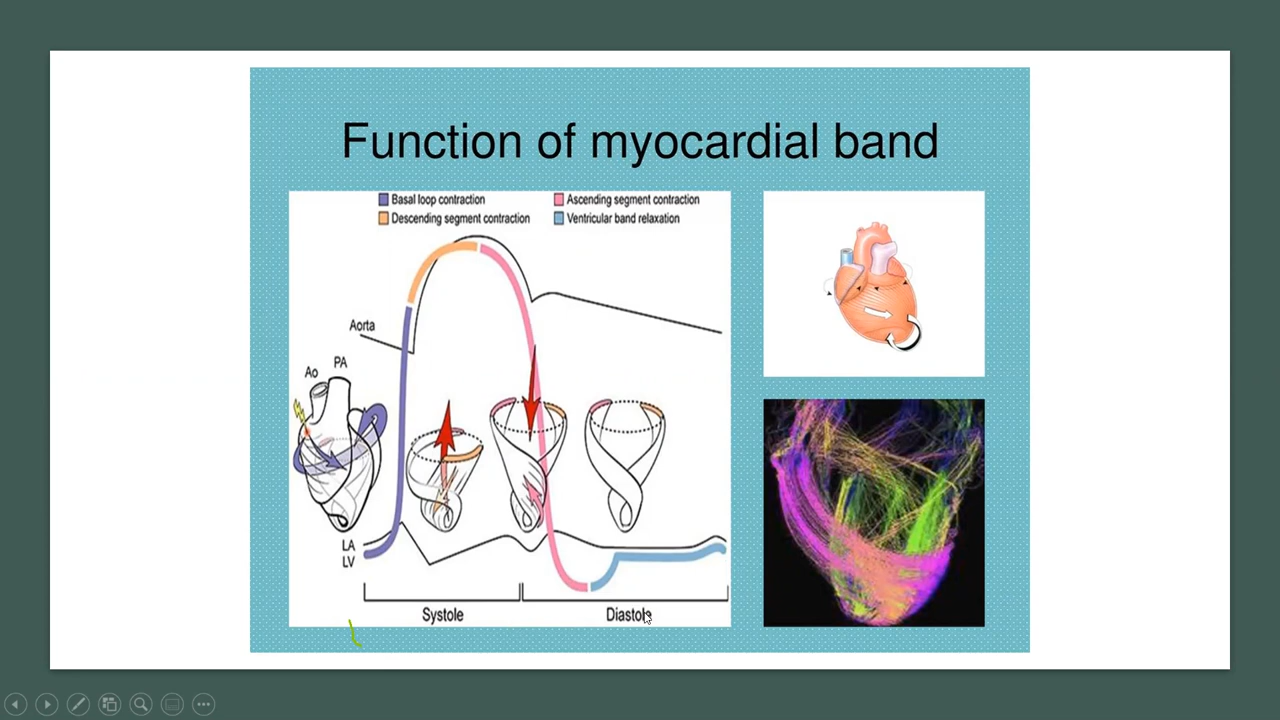 Function of myocardial band
Basal loop contraction
Ascending segment contraction
Descending segment contraction
Ventricular band relaxation
Aorta
PA
Ao
LA
LV
Systole
Diastole